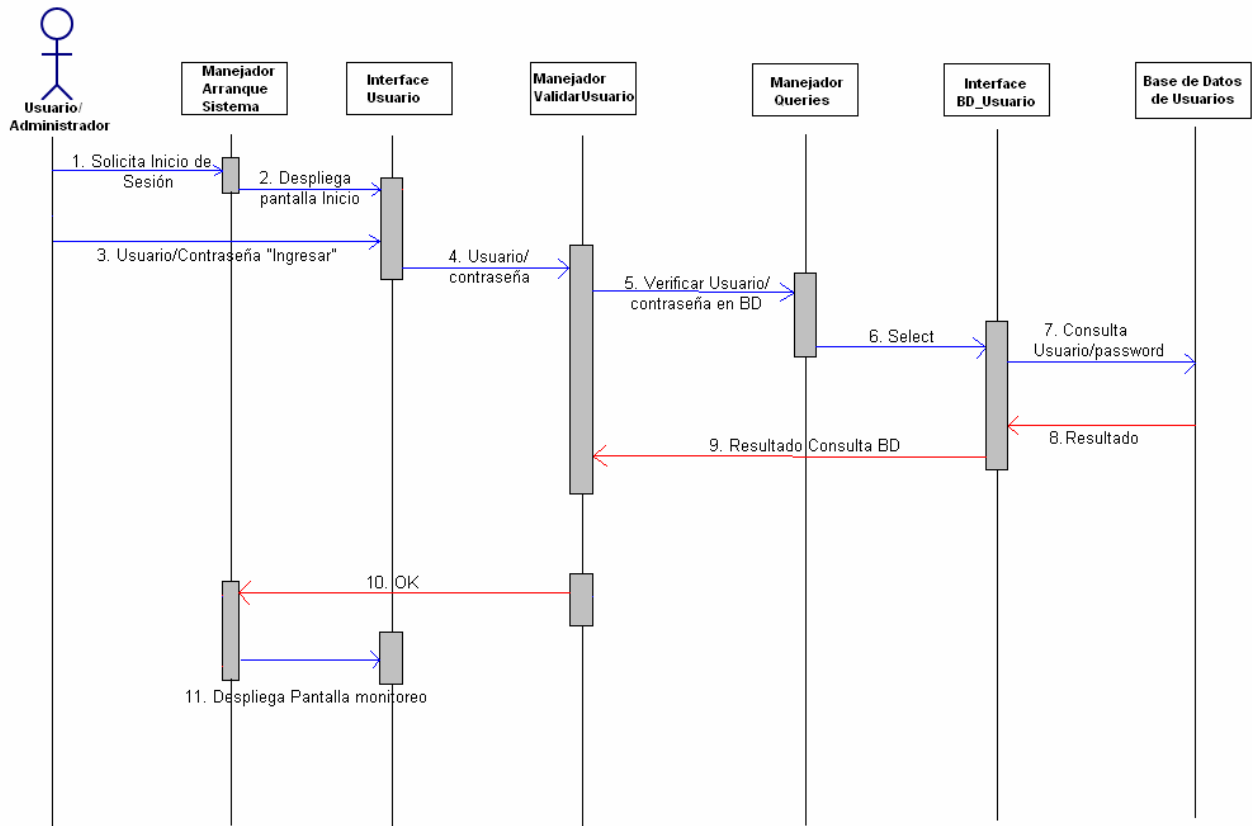 Usuario/
Administrador
Manejador
Arranque
Sistema
Interface
Usuario
Manejador
ValidarUsuario
Manejador
Queries
Interface
BD_Usuario
Base de Datos
de Usuarios
1. Solicita Inicio de
Sesión
2. Despliega
pantalla Inicio
3. Usuario/Contraseña "Ingresar"
4. Usuario/
contraseña
5. Verificar Usuario/
contraseña en BD
6. Select
7. Consulta
Usuario/password
8. Resultado
9. Resultado Consulta BD
10. OK
11. Despliega Pantalla monitoreo